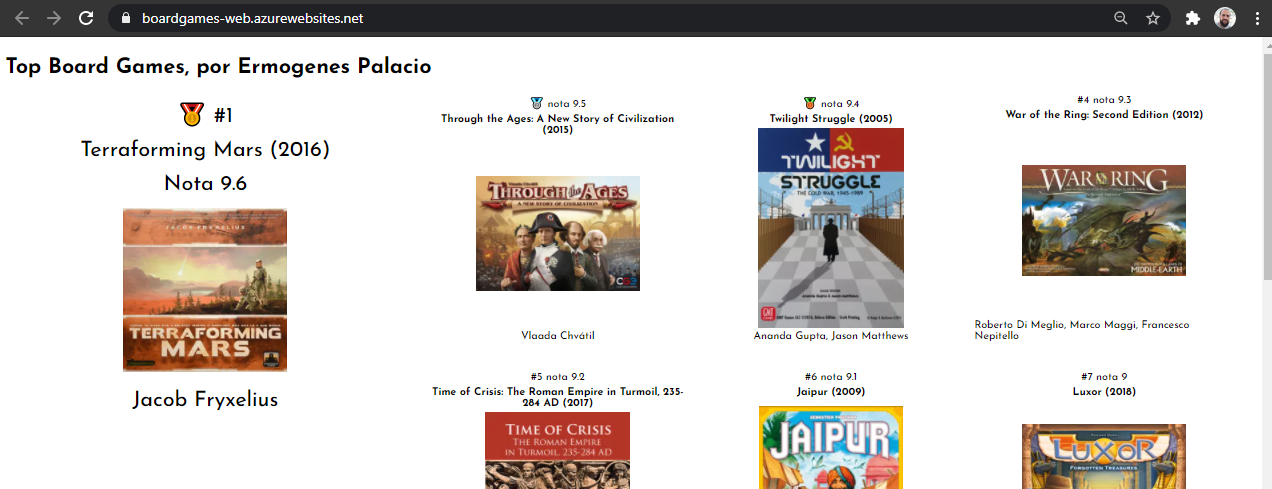 boardgames-web.azurewebsites.net
Top Board Games, por Ermogenes Palacio
#1
Terraforming Mars (2016)
Nota 9.6
JACOB FRYXELIUS
TERRAFORMING
MARS
Jacob Fryxelius
nota 9.5
Through the Ages: A New Story of Civilization
(2015)
THROUGH the AGES
A NEW STORY OF CIVILIZATION
CGE
Vlaada Chvátil
nota 9.4
Twilight Struggle (2005)
TWILIGHT
STRUGGLE
THE COLD WAR, 1945-1989
GMT
Ananda Gupta, Jason Matthews
#4 nota 9.3
War of the Ring: Second Edition (2012)
WAR OF THE RING
MIDDLE-EARTH
Roberto Di Meglio, Marco Maggi, Francesco
Nepitello
#5 nota 9.2
Time of Crisis: The Roman Empire in Turmoil, 235-
284 AD (2017)
TIME OF CRISIS
THE ROMAN EMPIRE
IN TURMOIL, 235-284 AD
#6 nota 9.1
Jaipur (2009)
JAIPUR
#7 nota 9
Luxor (2018)
LUXOR
FORGOTTEN TREASURES